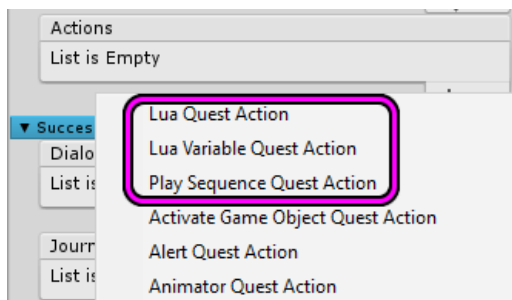 Actions
List is Empty
Lua Quest Action
▼ Succes
Lua Variable Quest Action
Dialo
Play Sequence Quest Action
List is
Activate Game Object Quest Action
Journ
Alert Quest Action
List is
Animator Quest Action